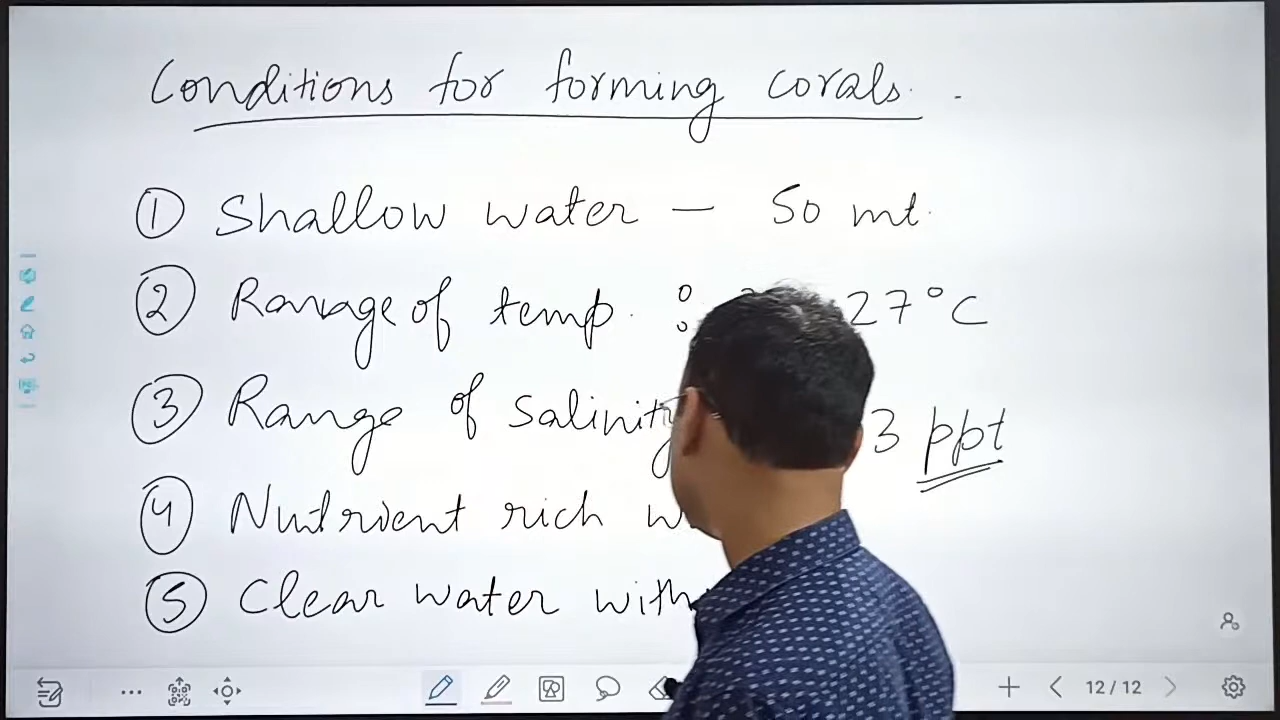 Conditions for forming corals.
① Shallow water — 50 mt.
② Range of temp. : 27°C
③ Range of salinity 3 ppt
④ Nutrient rich
⑤ Clear water with
12/12